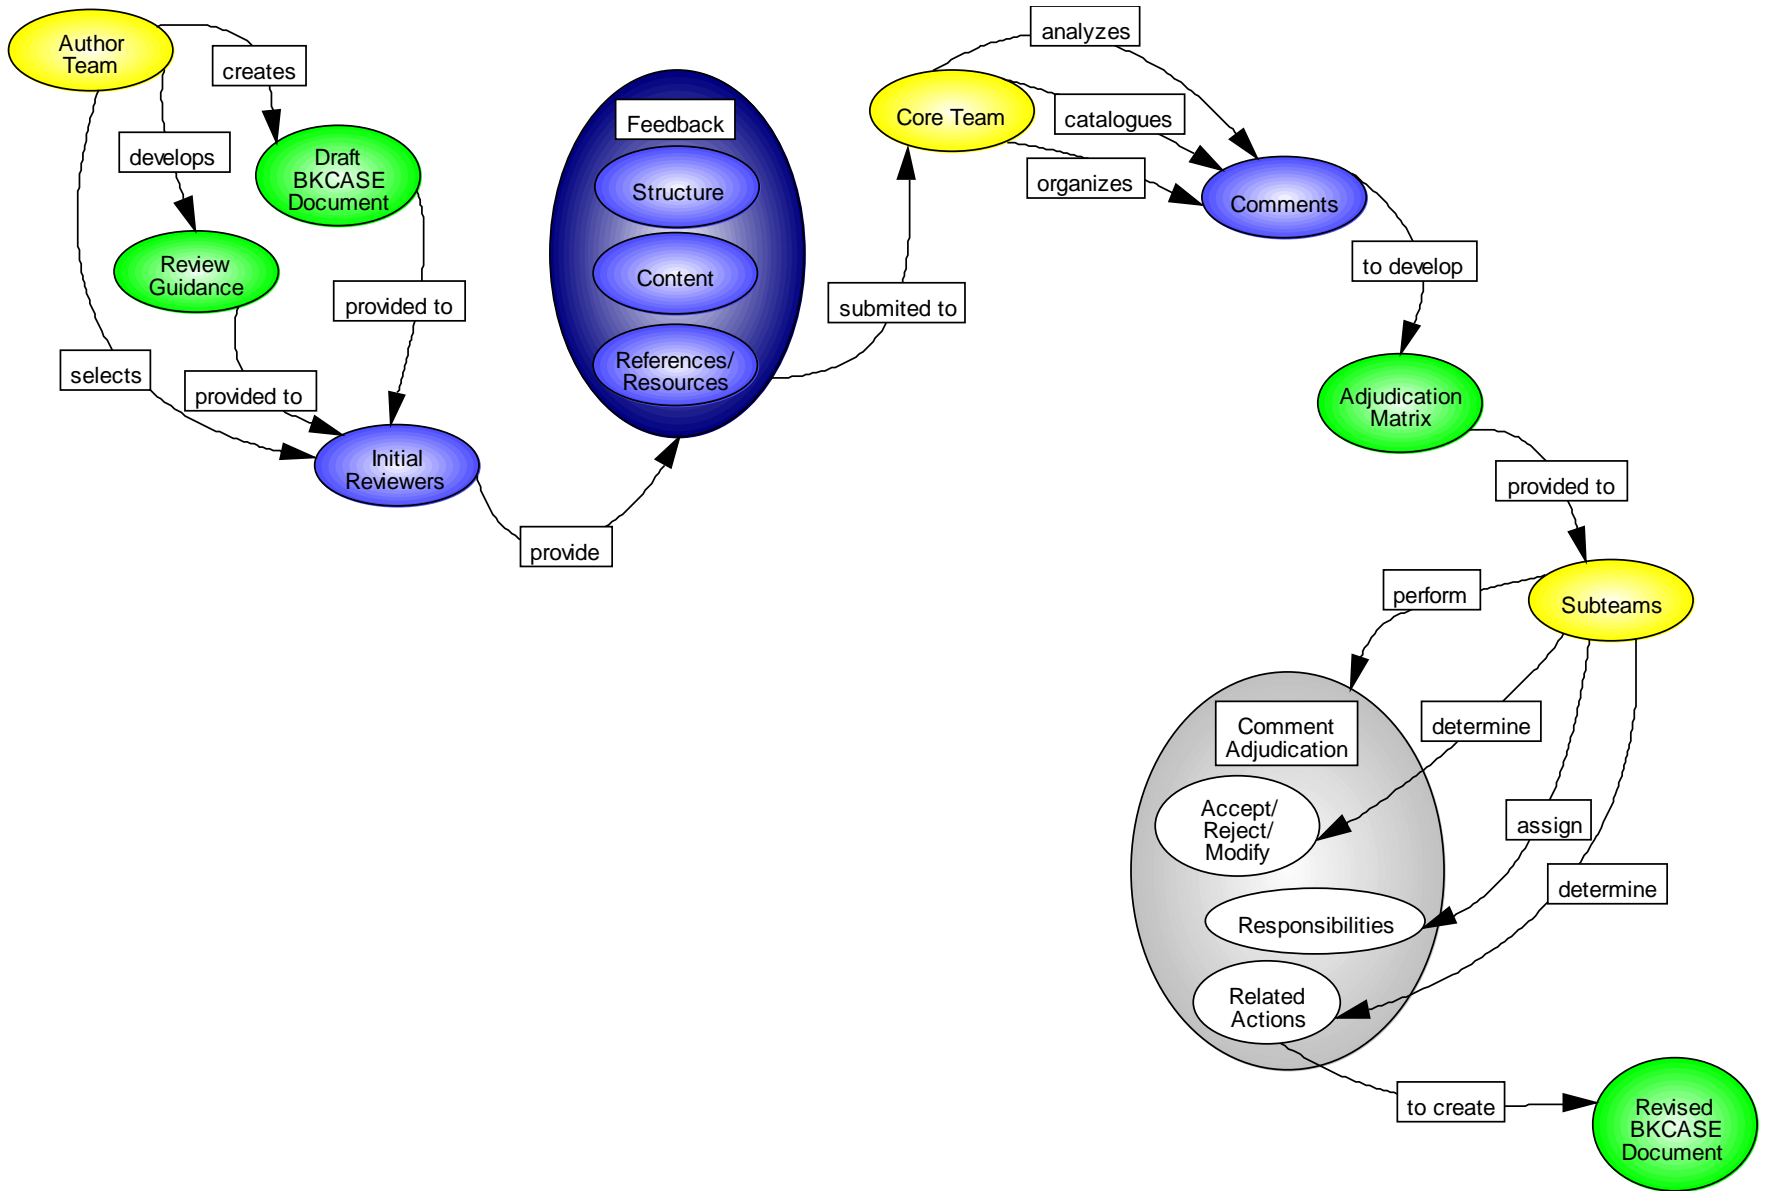 Author
Team
creates
develops
Draft
BKCASE
Document
Review
Guidance
provided to
selects
provided to
Initial
Reviewers
provide
Feedback
Structure
Content
References/
Resources
submited to
Core Team
analyzes
catalogues
organizes
Comments
to develop
Adjudication
Matrix
provided to
Subteams
perform
Comment
Adjudication
determine
Accept/
Reject/
Modify
assign
Responsibilities
determine
Related
Actions
to create
Revised
BKCASE
Document